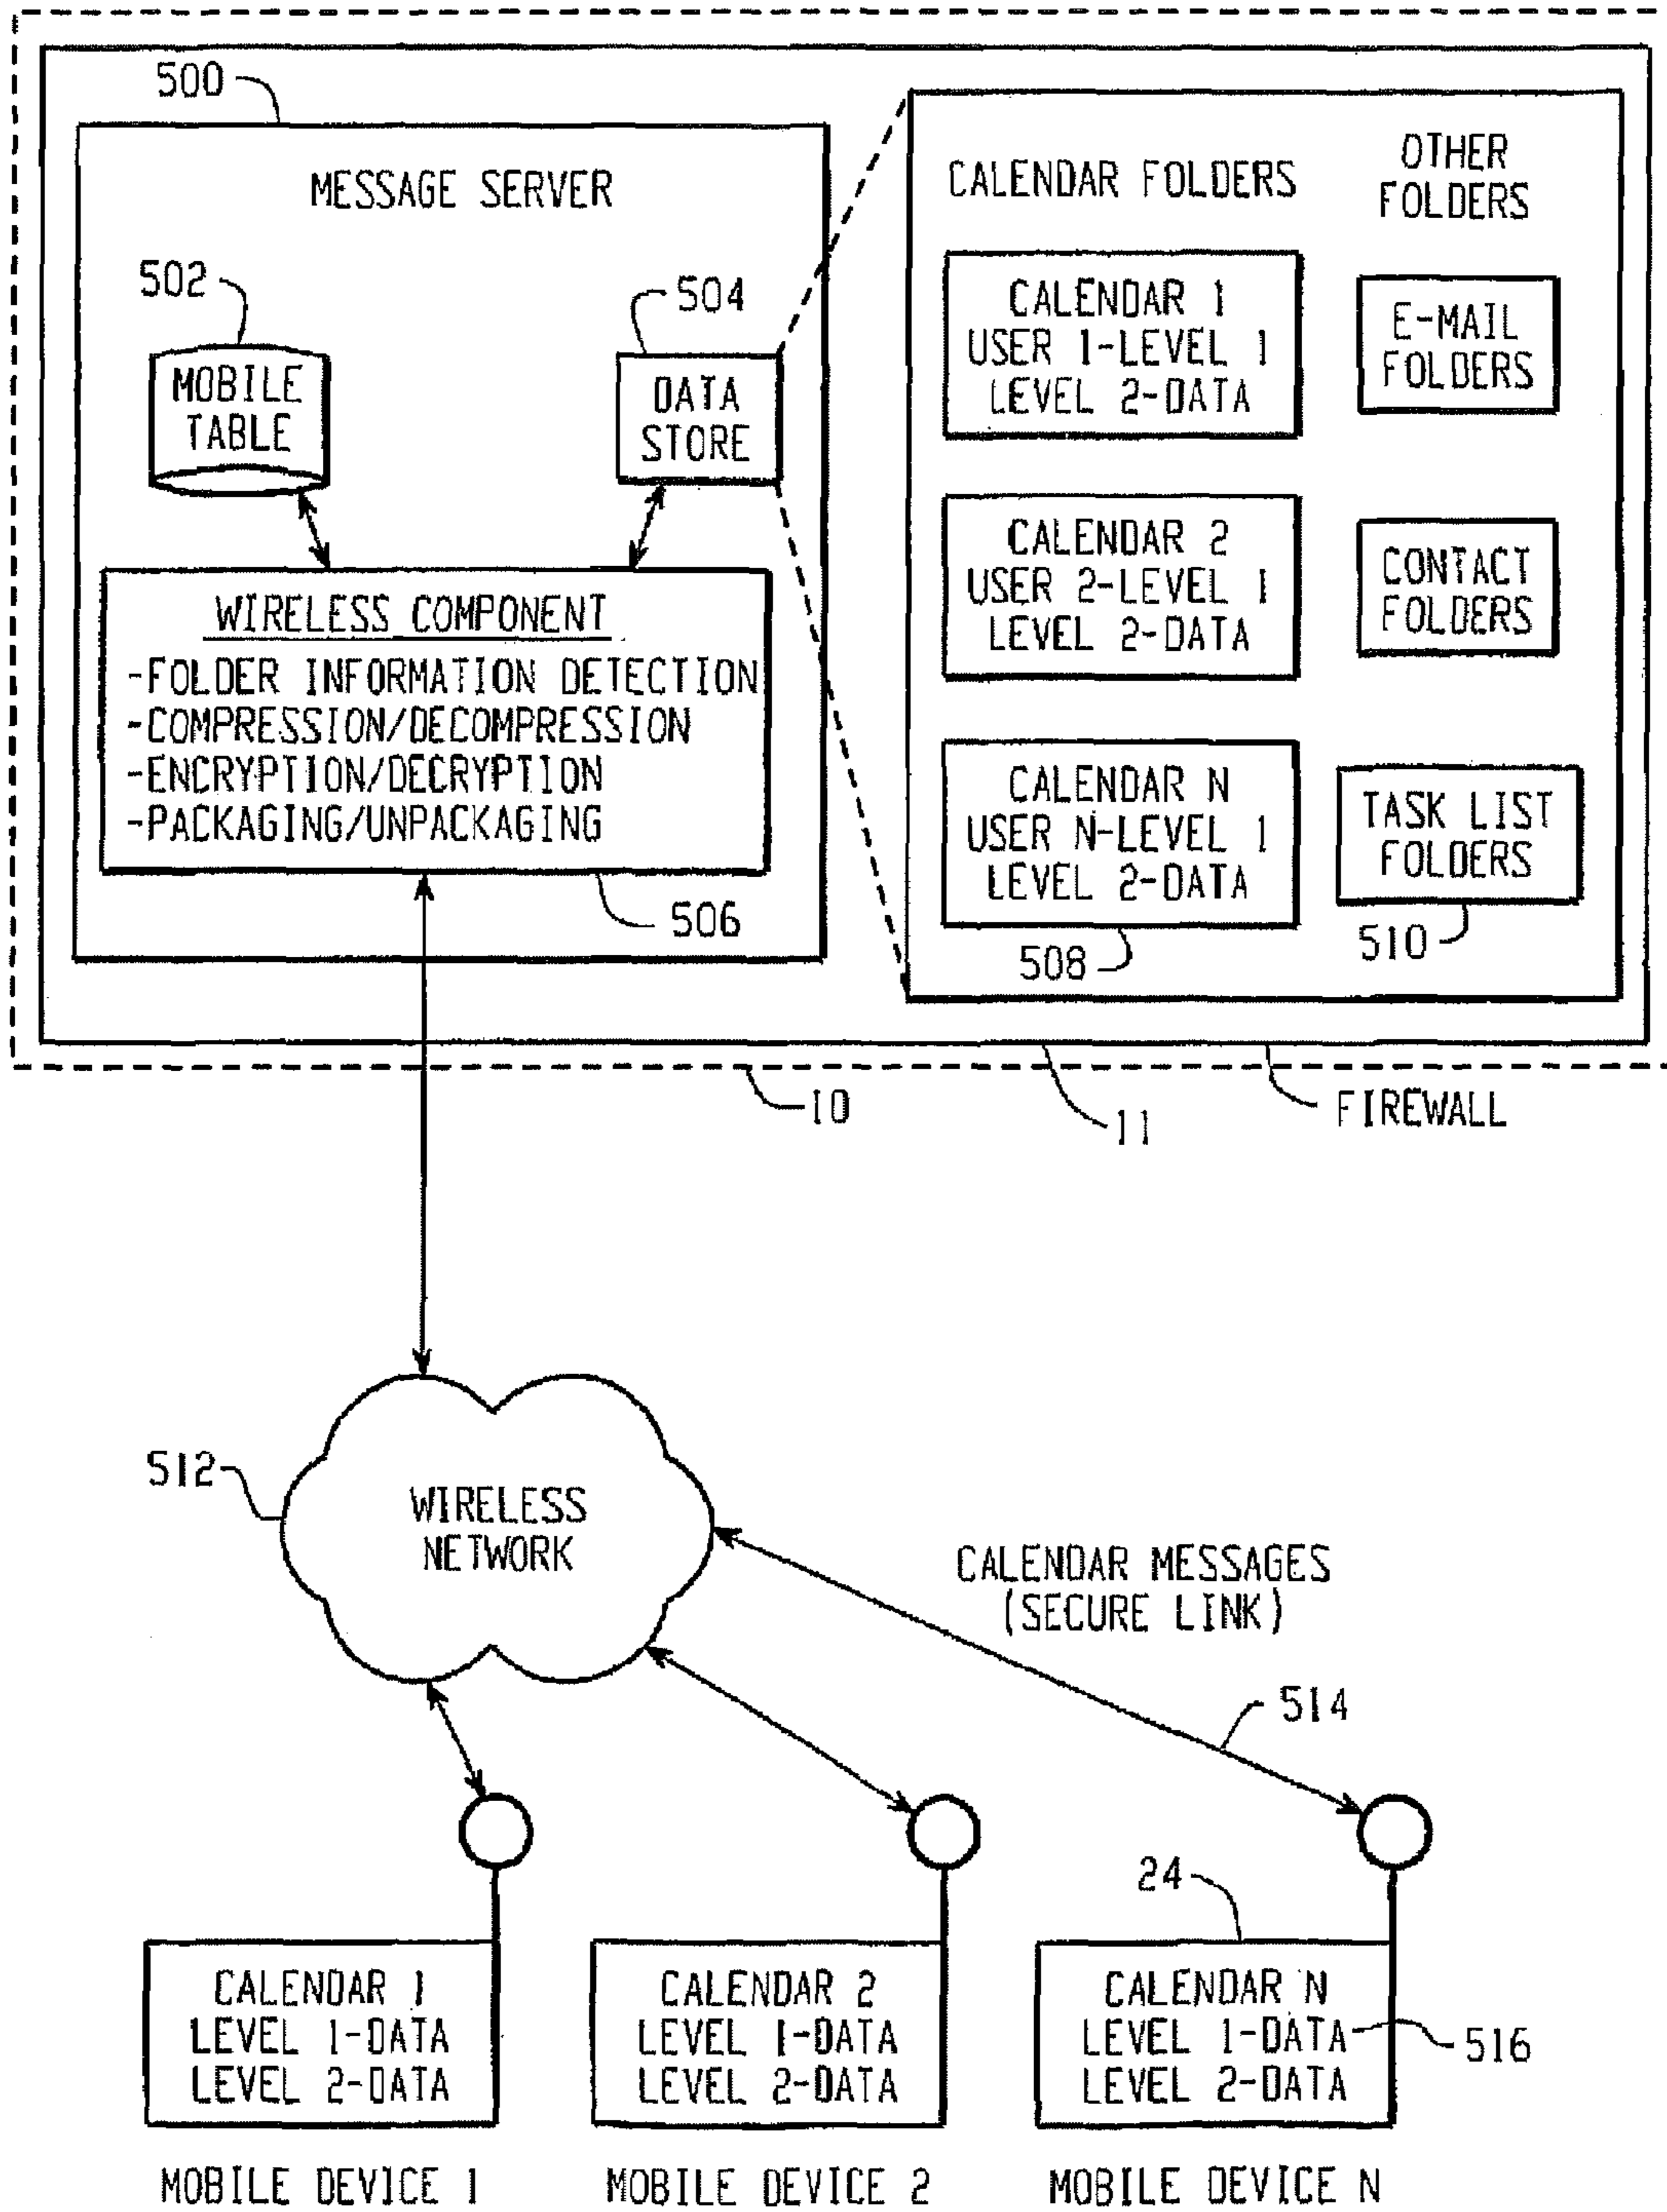 500
MESSAGE SERVER
502
MOBILE
TABLE
504
DATA
STORE
WIRELESS COMPONENT
-FOLDER INFORMATION DETECTION
-COMPRESSION/DECOMPRESSION
-ENCRYPTION/DECRYPTION
-PACKAGING/UNPACKAGING
506
CALENDAR FOLDERS
OTHER
FOLDERS
CALENDAR 1
USER 1-LEVEL 1
LEVEL 2-DATA
E-MAIL
FOLDERS
CALENDAR 2
USER 2-LEVEL 1
LEVEL 2-DATA
CONTACT
FOLDERS
CALENDAR N
USER N-LEVEL 1
LEVEL 2-DATA
TASK LIST
FOLDERS
508
510
10
11
FIREWALL
512
WIRELESS
NETWORK
CALENDAR MESSAGES
(SECURE LINK)
514
24
CALENDAR 1
LEVEL 1-DATA
LEVEL 2-DATA
CALENDAR 2
LEVEL 1-DATA
LEVEL 2-DATA
CALENDAR N
LEVEL 1-DATA
LEVEL 2-DATA
516
MOBILE DEVICE 1
MOBILE DEVICE 2
MOBILE DEVICE N